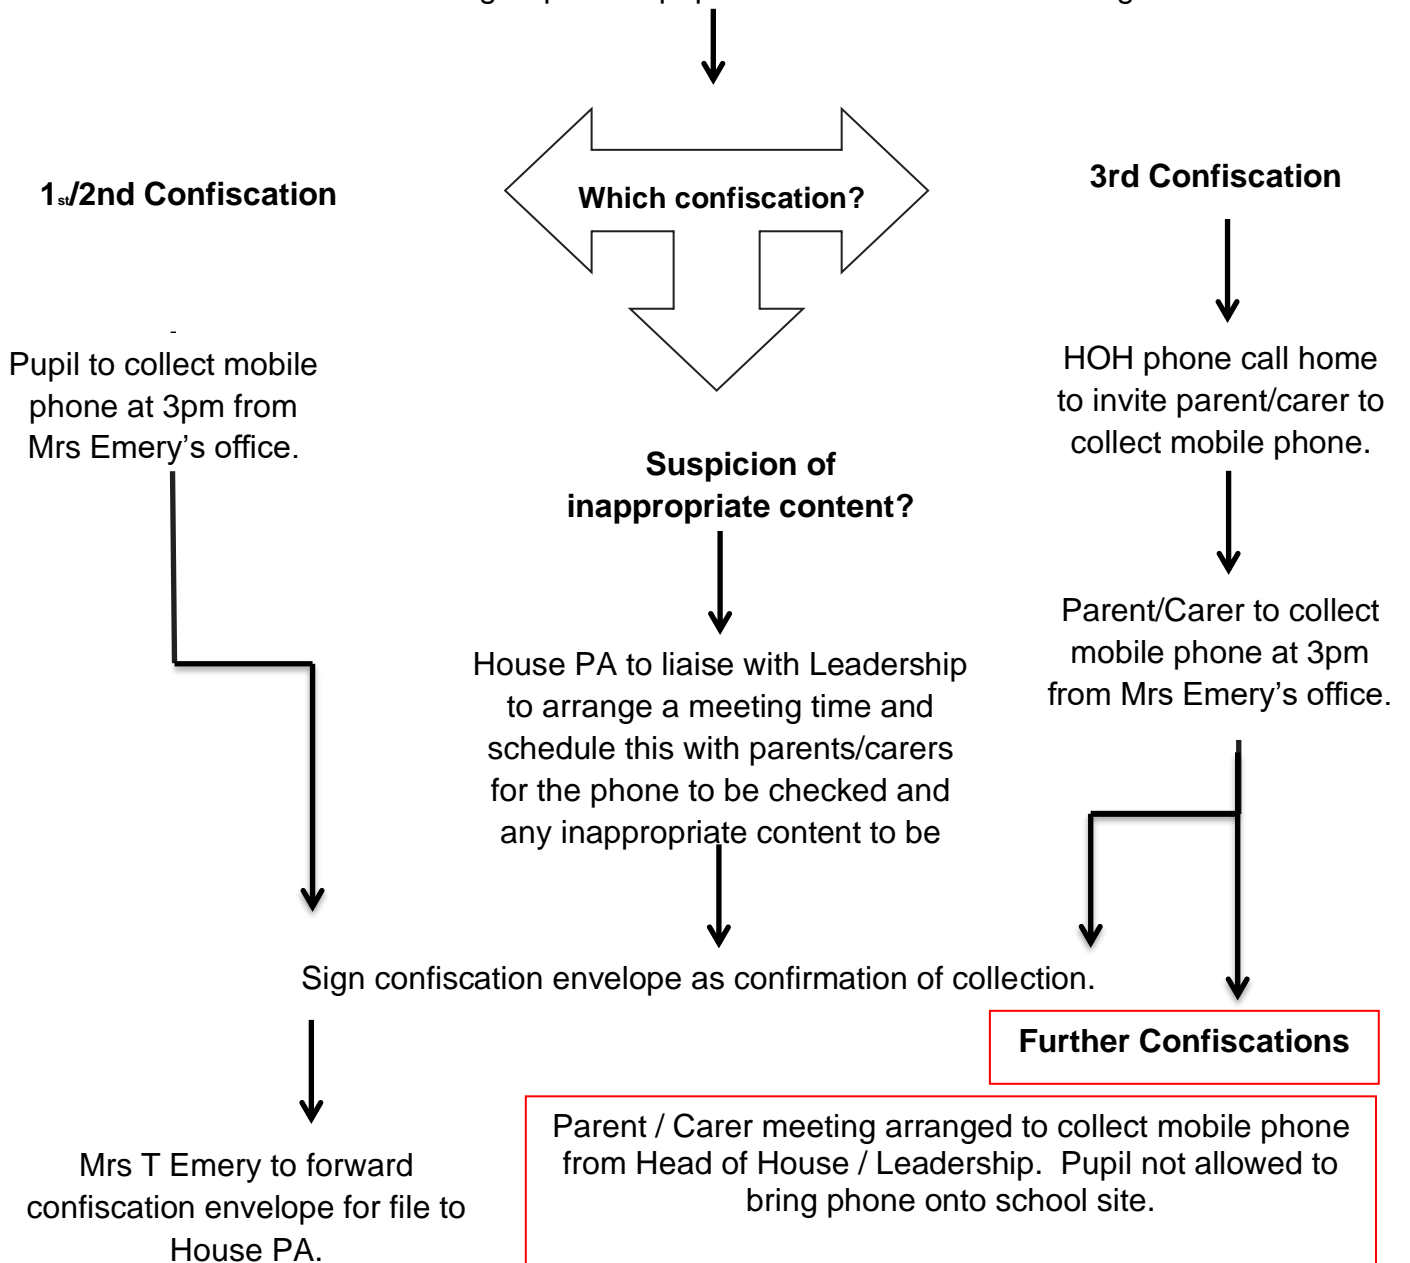 Which confiscation?
1st/2nd Confiscation
Pupil to collect mobile
phone at 3pm from
Mrs Emery’s office.
Suspicion of
inappropriate content?
House PA to liaise with Leadership
to arrange a meeting time and
schedule this with parents/carers
for the phone to be checked and
any inappropriate content to be
3rd Confiscation
HOH phone call home
to invite parent/carer to
collect mobile phone.
Parent/Carer to collect
mobile phone at 3pm
from Mrs Emery’s office.
Sign confiscation envelope as confirmation of collection.
Mrs T Emery to forward
confiscation envelope for file to
House PA.
Further Confiscations
Parent / Carer meeting arranged to collect mobile phone
from Head of House / Leadership.  Pupil not allowed to
bring phone onto school site.